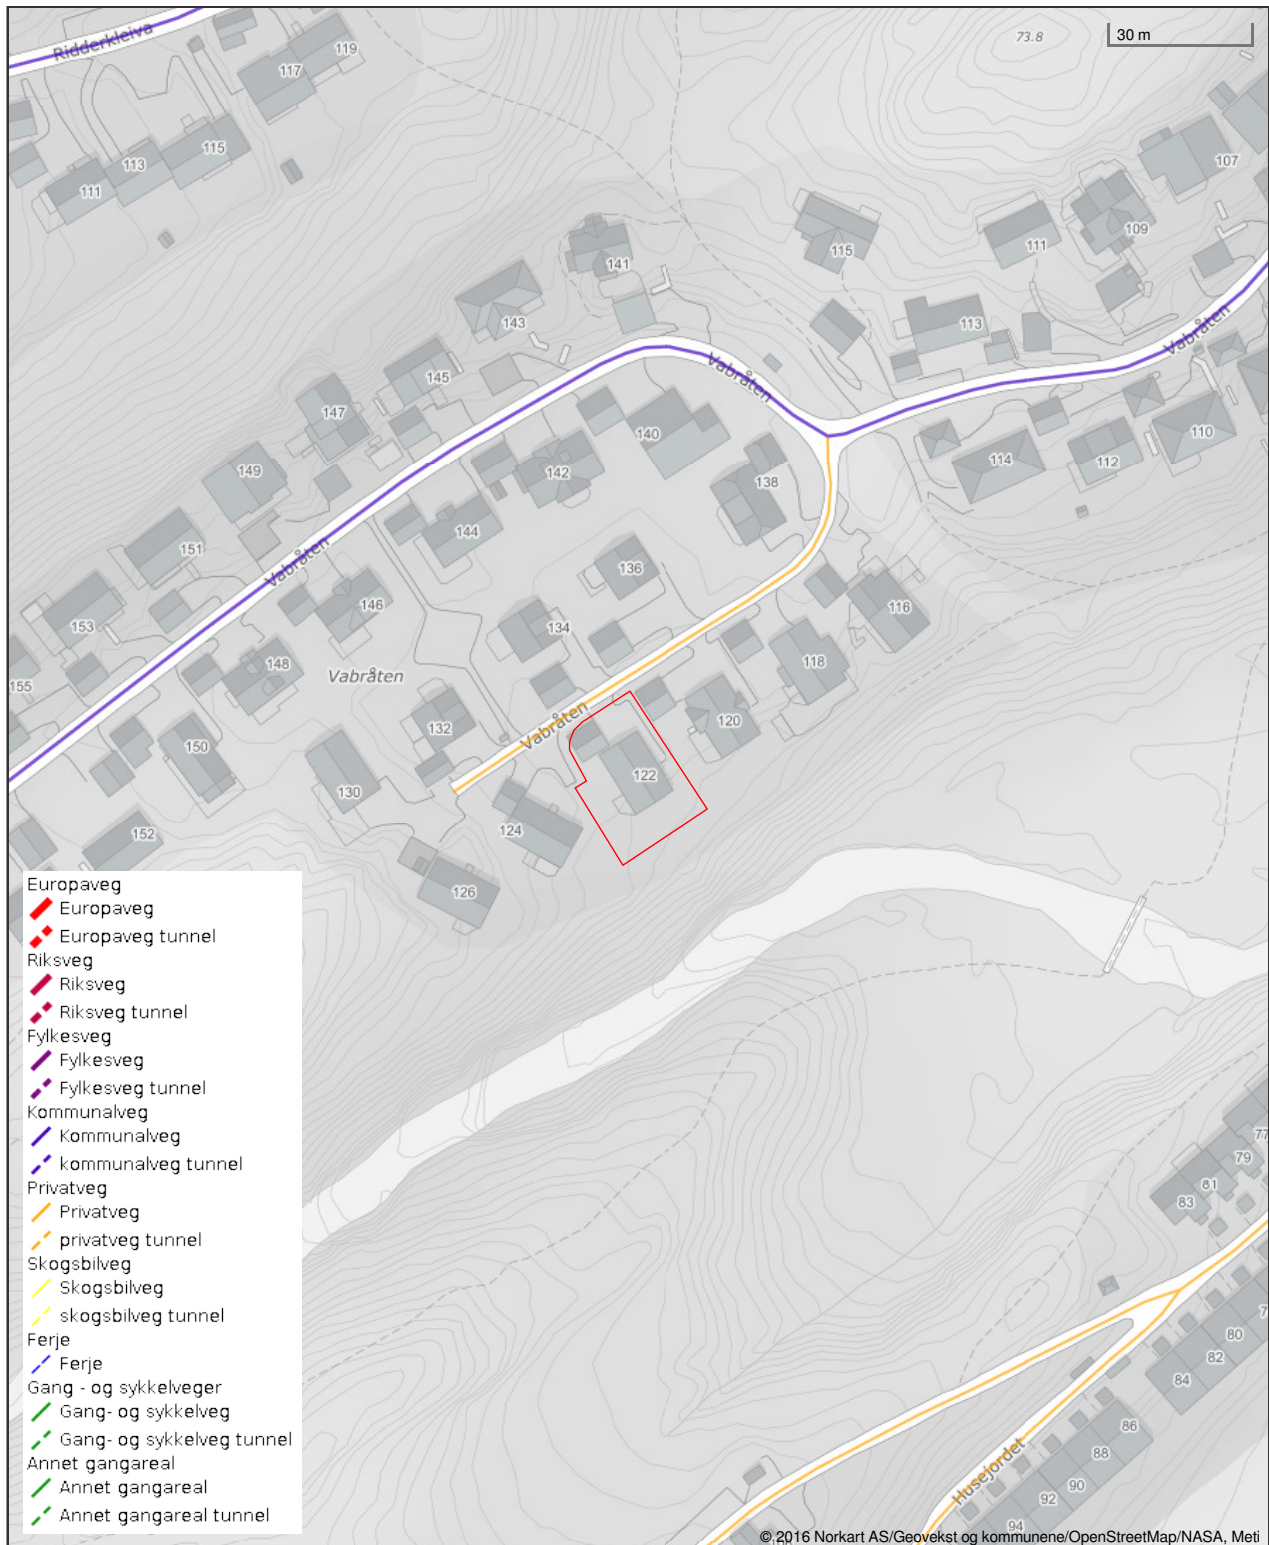 Ridderkleiva
119
73.8
30 m
117
115
113
111
107
109
111
115
141
143
113
Vabråten
Vabråten
145
147
140
110
114
112
142
149
138
144
151
Vabråten
136
146
116
153
134
118
148
155
Vabråten
120
132
Vabråten
150
122
130
124
152
126
Europaveg
Europaveg
Europaveg tunnel
Riksveg
Riksveg
Riksveg tunnel
Fylkesveg
Fylkesveg
Fylkesveg tunnel
Kommunalveg
Kommunalveg
kommunalveg tunnel
Privatveg
Privatveg
privatveg tunnel
Skogsbilveg
Skogsbilveg
skogsbilveg tunnel
Ferje
Ferje
Gang - og sykkelveger
Gang- og sykkelveg
Gang- og sykkelveg tunnel
Annet gangareal
Annet gangareal
Annet gangareal tunnel
77
79
81
83
80
82
84
86
88
90
92
94
Husejordet
© 2016 Norkart AS/Geovekst og kommunene/OpenStreetMap/NASA, Meti